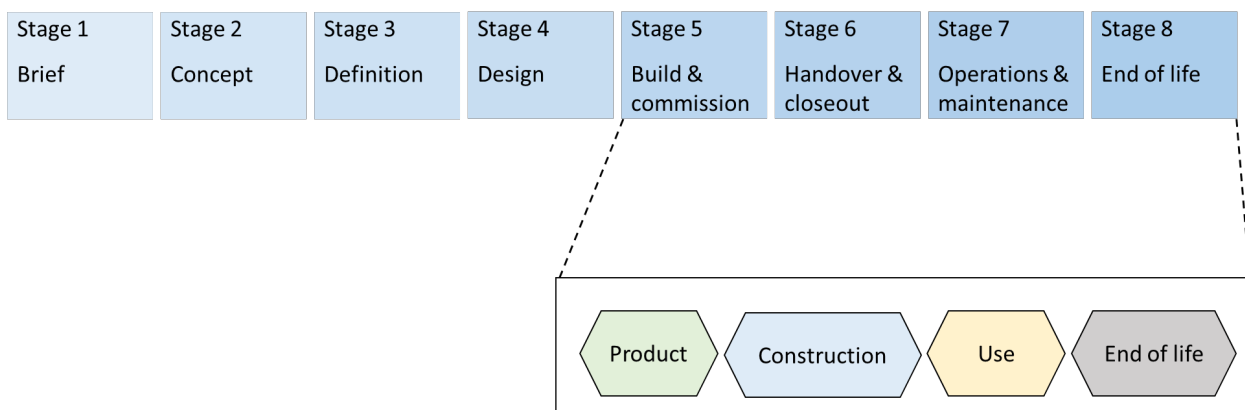 Stage 1
Brief
Stage 2
Concept
Stage 3
Definition
Stage 4
Design
Stage 5
Build &
commission
Stage 6
Handover &
closeout
Stage 7
Operations &
maintenance
Stage 8
End of life
Product
Construction
Use
End of life